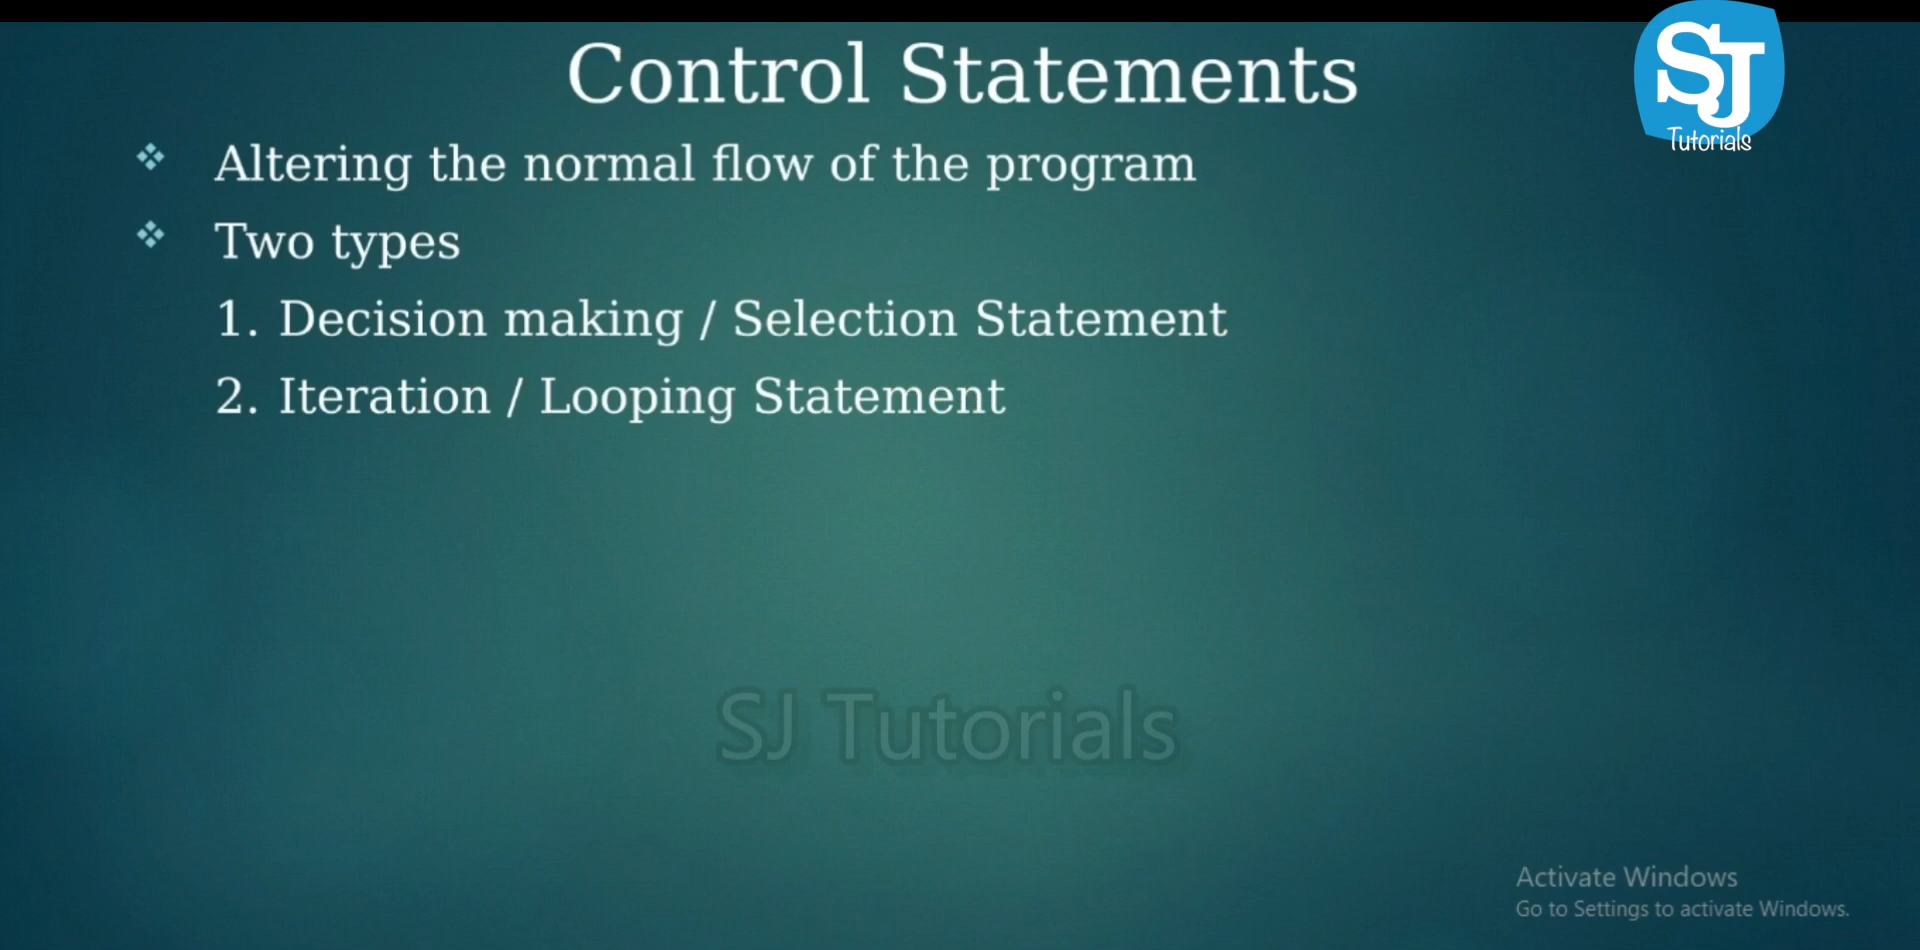 Control Statements
SJ
Tutorials
❖ Altering the normal flow of the program
❖ Two types
1. Decision making / Selection Statement
2. Iteration / Looping Statement
SJ Tutorials
Activate Windows
Go to Settings to activate Windows.